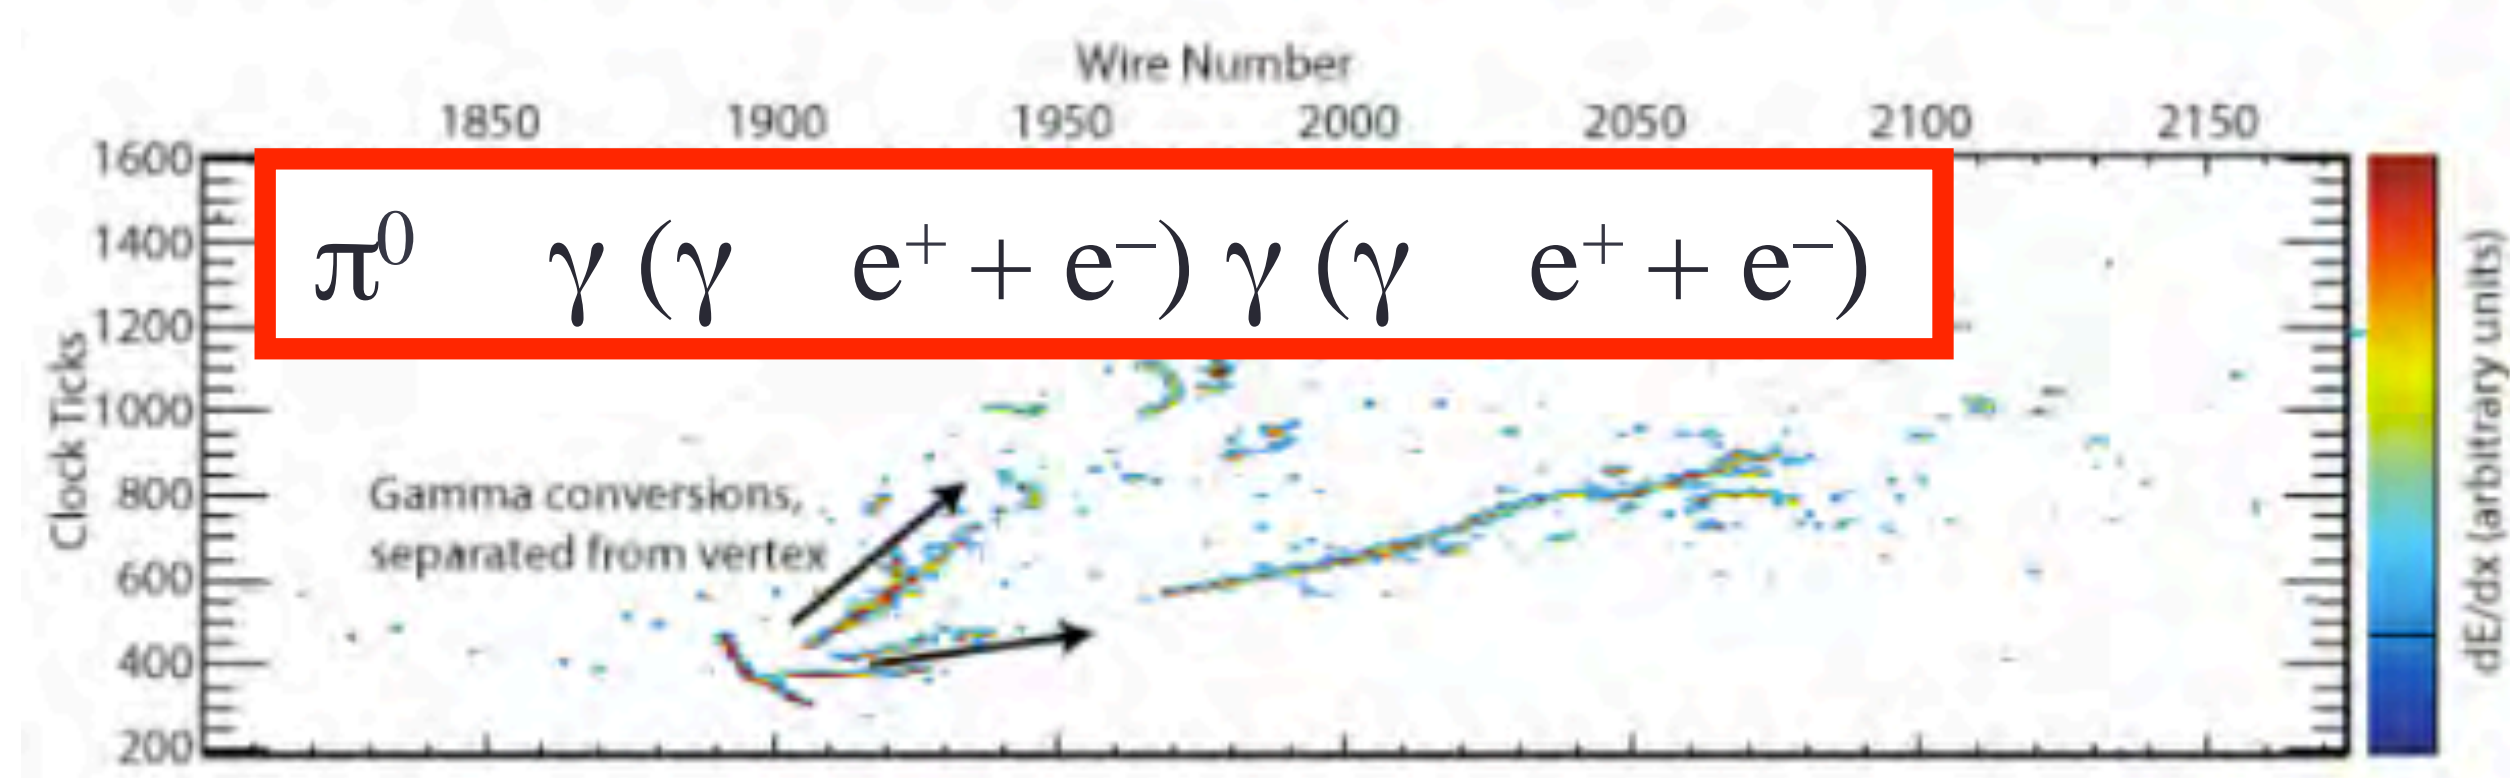 Wire Number
1850 1900 1950 2000 2050 2100 2150
1600
1400
1200
1000
800
600
400
200
Clock Ticks
π⁰ γ (γ e⁺ + e⁻) γ (γ e⁺ + e⁻)
Gamma conversions,
separated from vertex
dE/dx (arbitrary units)